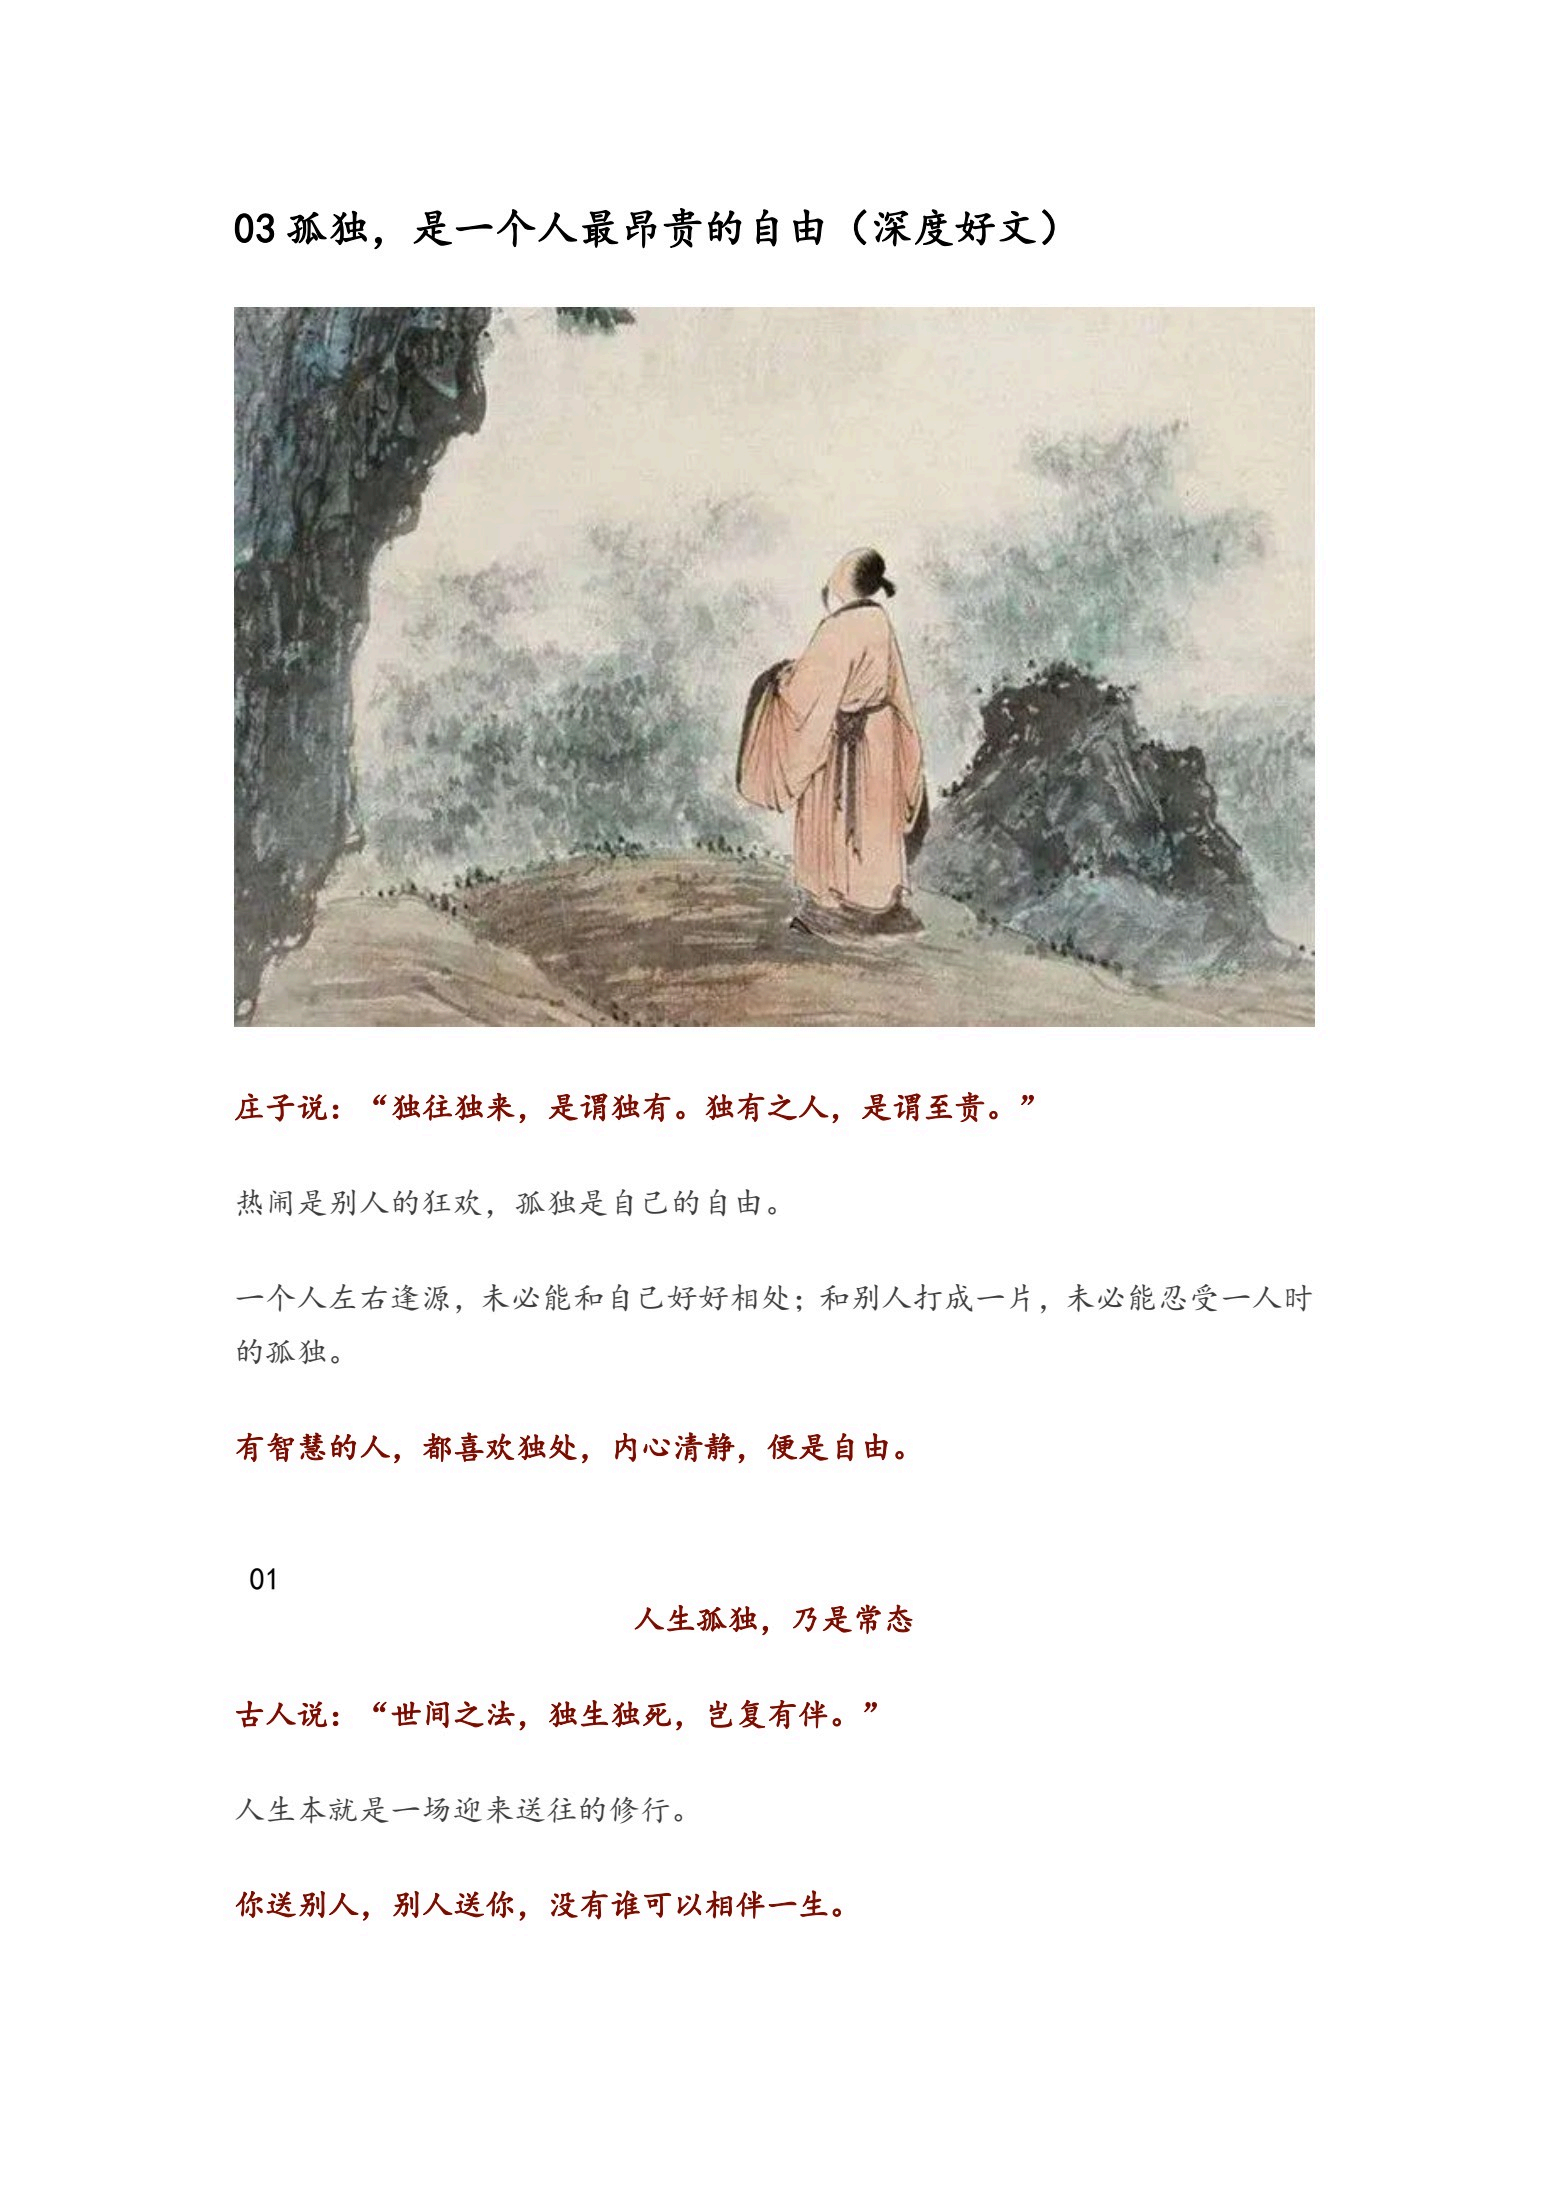 03 孤独，是一个人最昂贵的自由（深度好文）
庄子说：“独往独来，是谓独有。独有之人，是谓至贵。”
热闹是别人的狂欢，孤独是自己的自由。
一个人左右逢源，未必能和自己好好相处；和别人打成一片，未必能忍受一人时
的孤独。
有智慧的人，都喜欢独处，内心清静，便是自由。
01
人生孤独，乃是常态
古人说：“世间之法，独生独死，岂复有伴。”
人生本就是一场迎来送往的修行。
你送别人，别人送你，没有谁可以相伴一生。